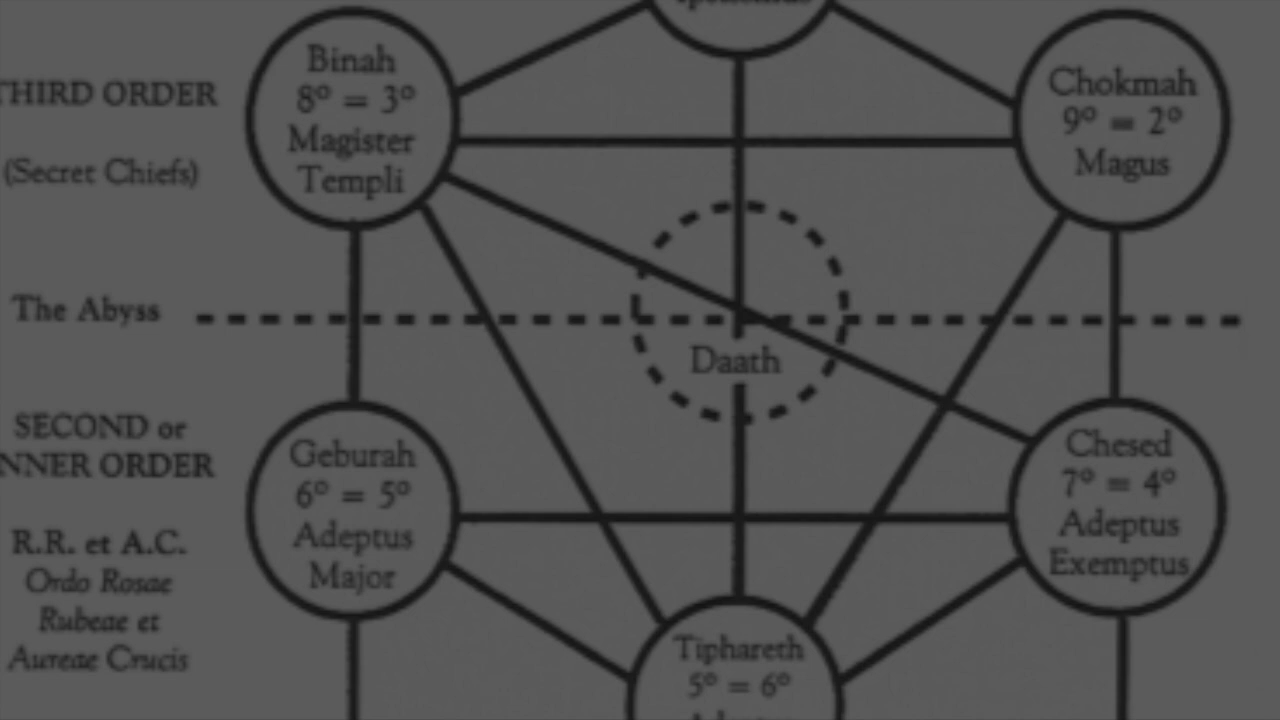 Binah
8° = 3°
Magister
Templi
Chokmah
9° = 2°
Magus
THIRD ORDER
(Secret Chiefs)
The Abyss
Daath
SECOND or
NNER ORDER
R.R. et A.C.
Ordo Rosae
Rubeae et
Aureae Crucis
Geburah
6° = 5°
Adeptus
Major
Chesed
7° = 4°
Adeptus
Exemptus
Tiphareth
5° = 6°